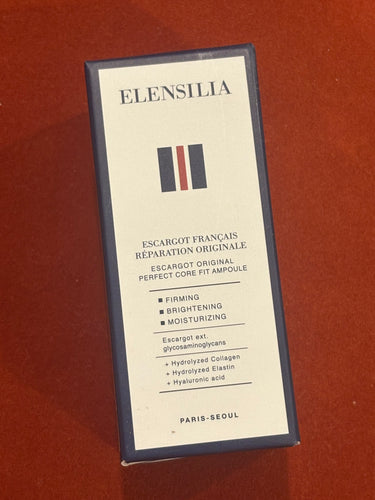 ELENSILIA
ESCARGOT FRANÇAIS
RÉPARATION ORIGINALE
ESCARGOT ORIGINAL
PERFECT CORE FIT AMPOULE
■ FIRMING
■ BRIGHTENING
■ MOISTURIZING
Escargot ext.
glycosaminoglycans
+ Hydrolyzed Collagen
+ Hydrolyzed Elastin
+ Hyaluronic acid
PARIS-SEOUL